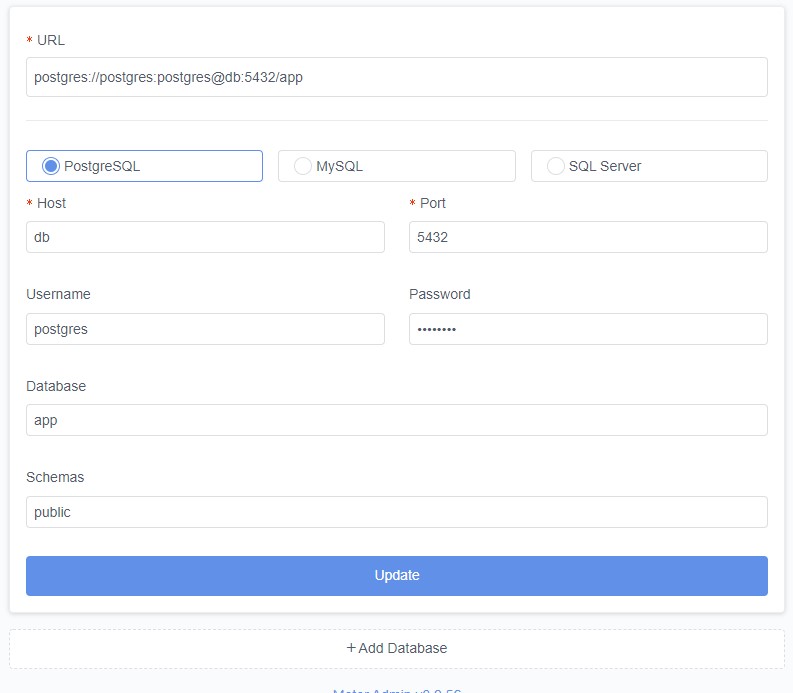 * URL
postgres://postgres:postgres@db:5432/app
PostgreSQL
MySQL
SQL Server
* Host
* Port
db
5432
Username
Password
postgres
••••••••
Database
app
Schemas
public
Update
+ Add Database